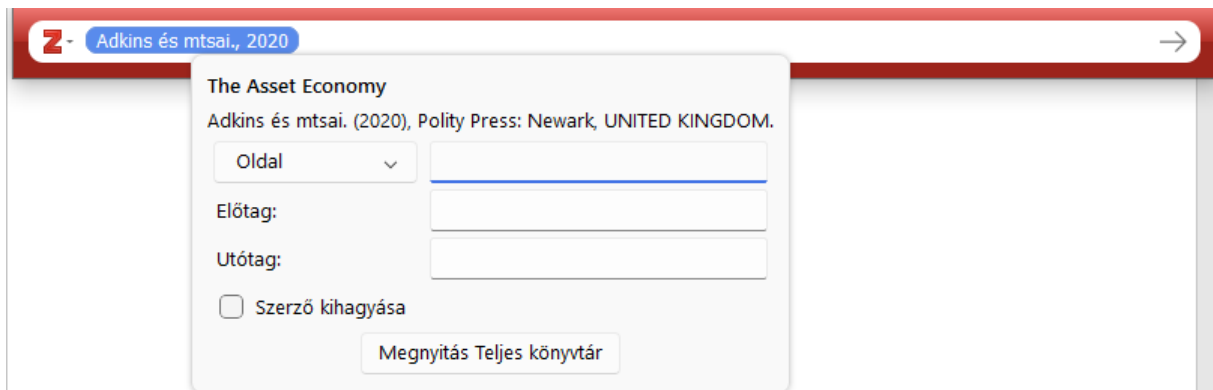 Z Adkins és mtsai., 2020
The Asset Economy
Adkins és mtsai. (2020), Polity Press: Newark, UNITED KINGDOM.
Oldal
Előtag:
Utótag:
Szerző kihagyása
Megnyitás Teljes könyvtár